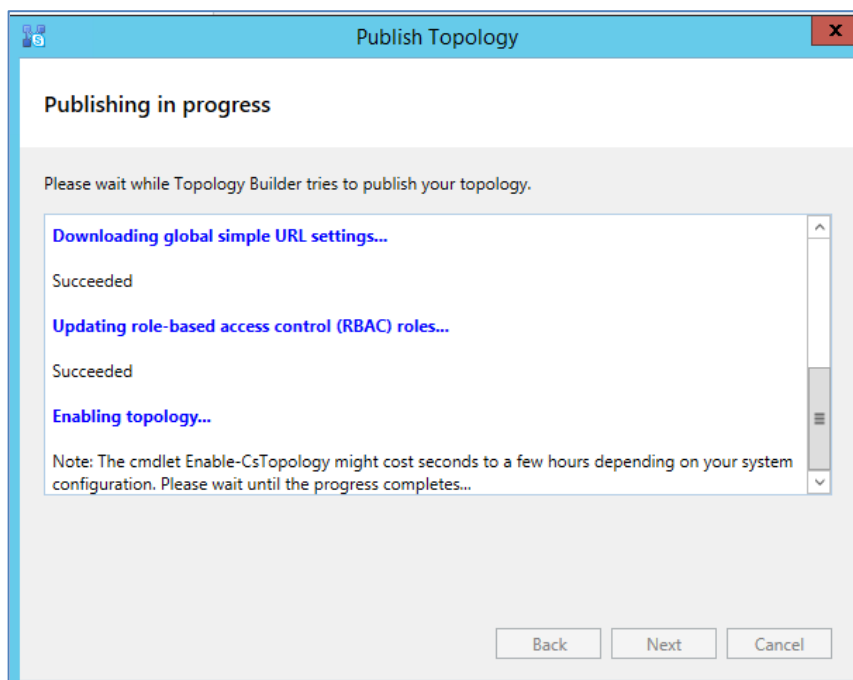 Publish Topology
x
Publishing in progress
Please wait while Topology Builder tries to publish your topology.
Downloading global simple URL settings...
Succeeded
Updating role-based access control (RBAC) roles...
Succeeded
Enabling topology...
Note: The cmdlet Enable-CsTopology might cost seconds to a few hours depending on your system
configuration. Please wait until the progress completes...
Back
Next
Cancel